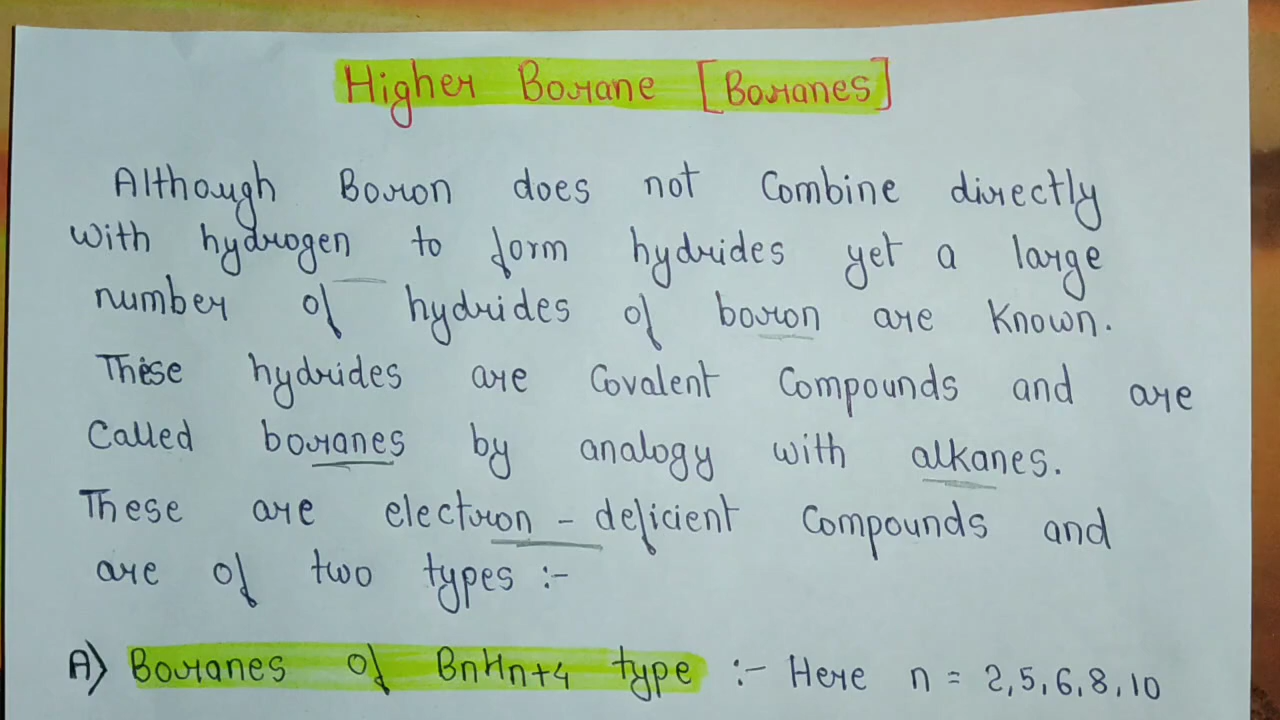 Higher Borane [Boranes]
Although Boron does not Combine directly
with hydrogen to form hydrides yet a large
number of hydrides of boron are known.
These hydrides are Covalent Compounds and are
Called boranes by analogy with alkanes.
These are electron - deficient Compounds and
are of two types :-
A) Boranes of BnHn+4 type :- Here n = 2,5,6,8,10